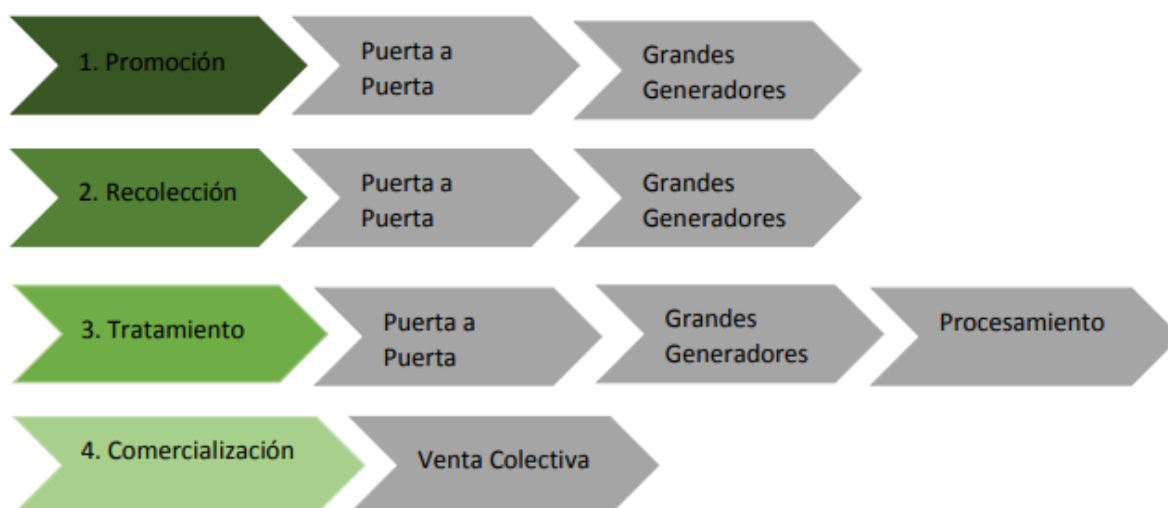 1. Promoción
Puerta a
Puerta
Grandes
Generadores
2. Recolección
Puerta a
Puerta
Grandes
Generadores
3. Tratamiento
Puerta a
Puerta
Grandes
Generadores
Procesamiento
4. Comercialización
Venta Colectiva